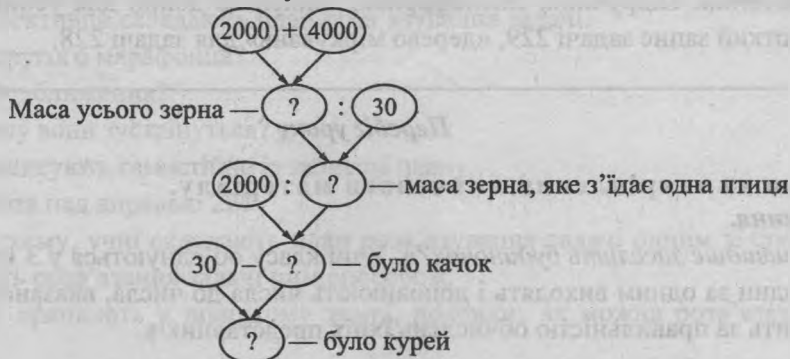 2000 + 4000
Маса усього зерна — ? : 30
2000 : ? — маса зерна, яке з’їдає одна птиця
30 — ? — було качок
? — було курей